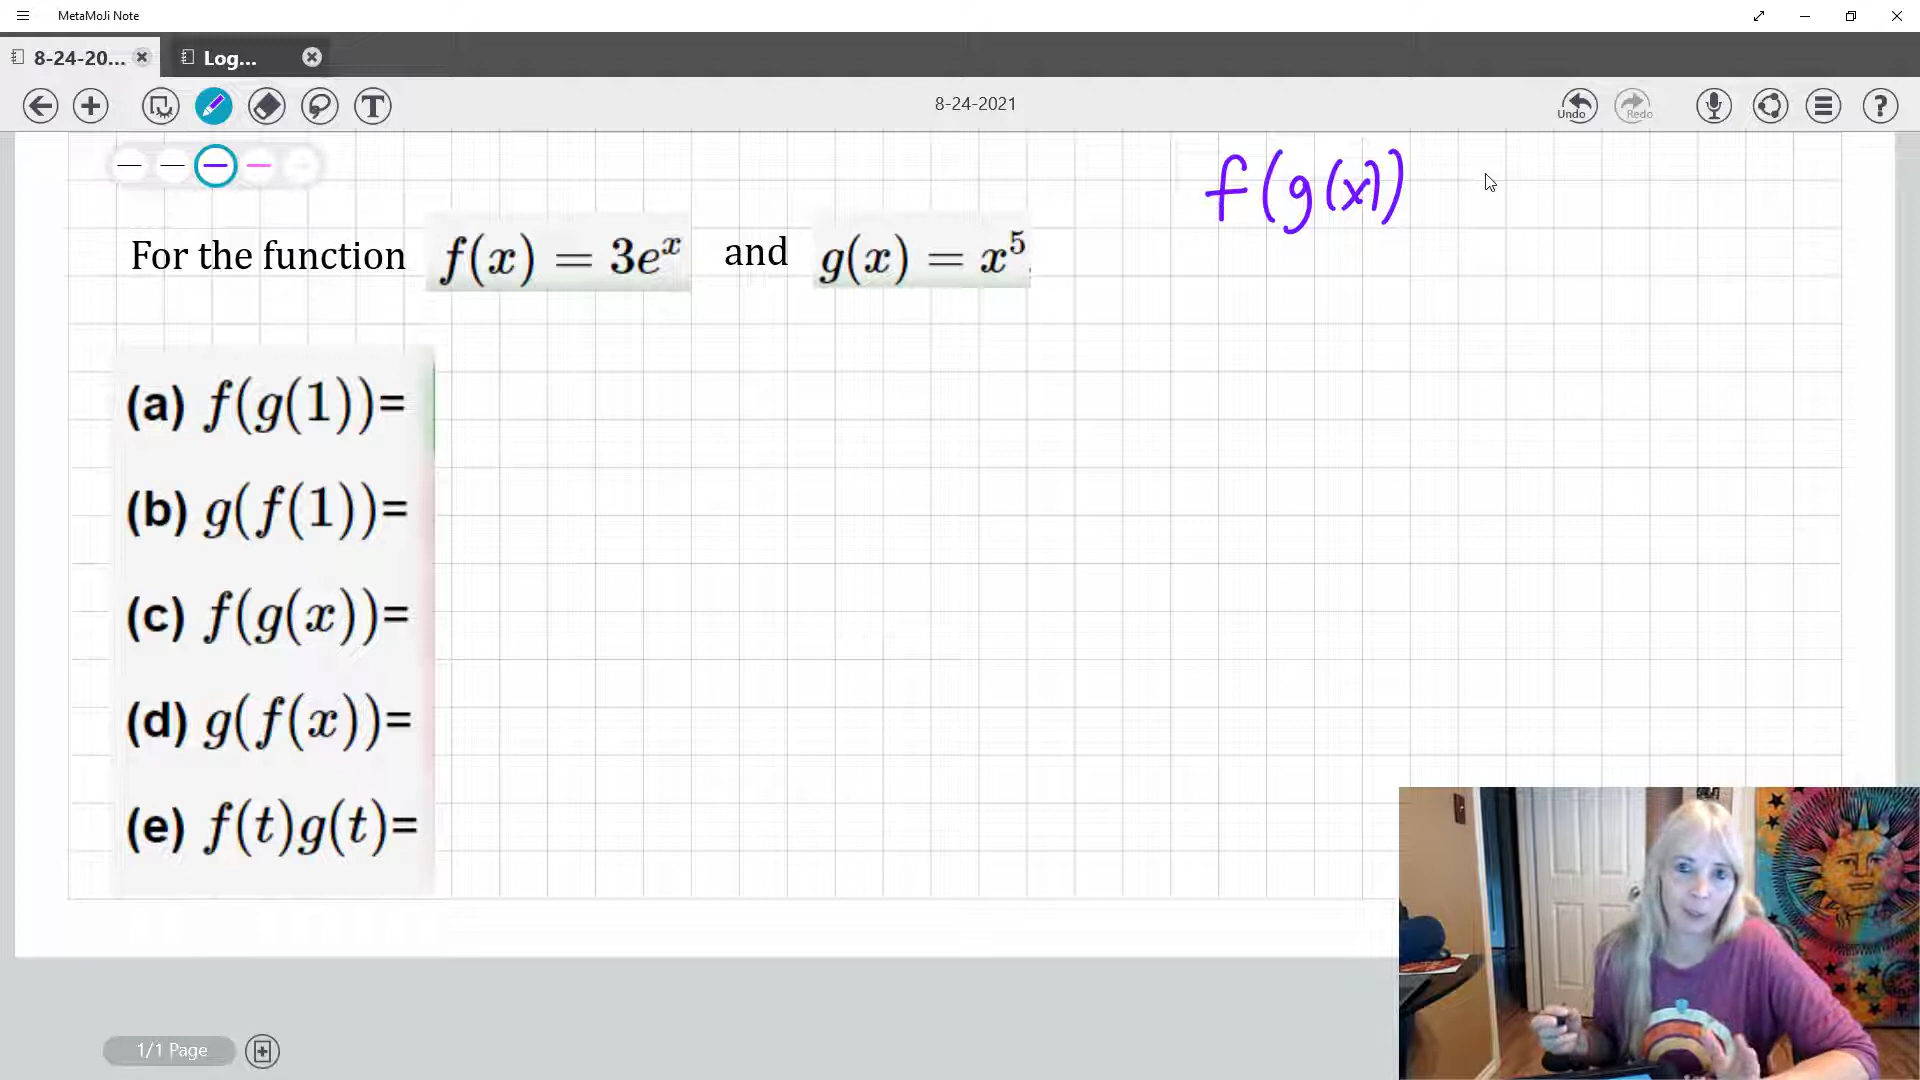 MetaMoJi Note
8-24-20...
Log...
8-24-2021
Undo
Redo
T
?
f(g(x))
For the function f(x) = 3e^x and g(x) = x^5
(a) f(g(1))=
(b) g(f(1))=
(c) f(g(x))=
(d) g(f(x))=
(e) f(t)g(t)=
1/1 Page